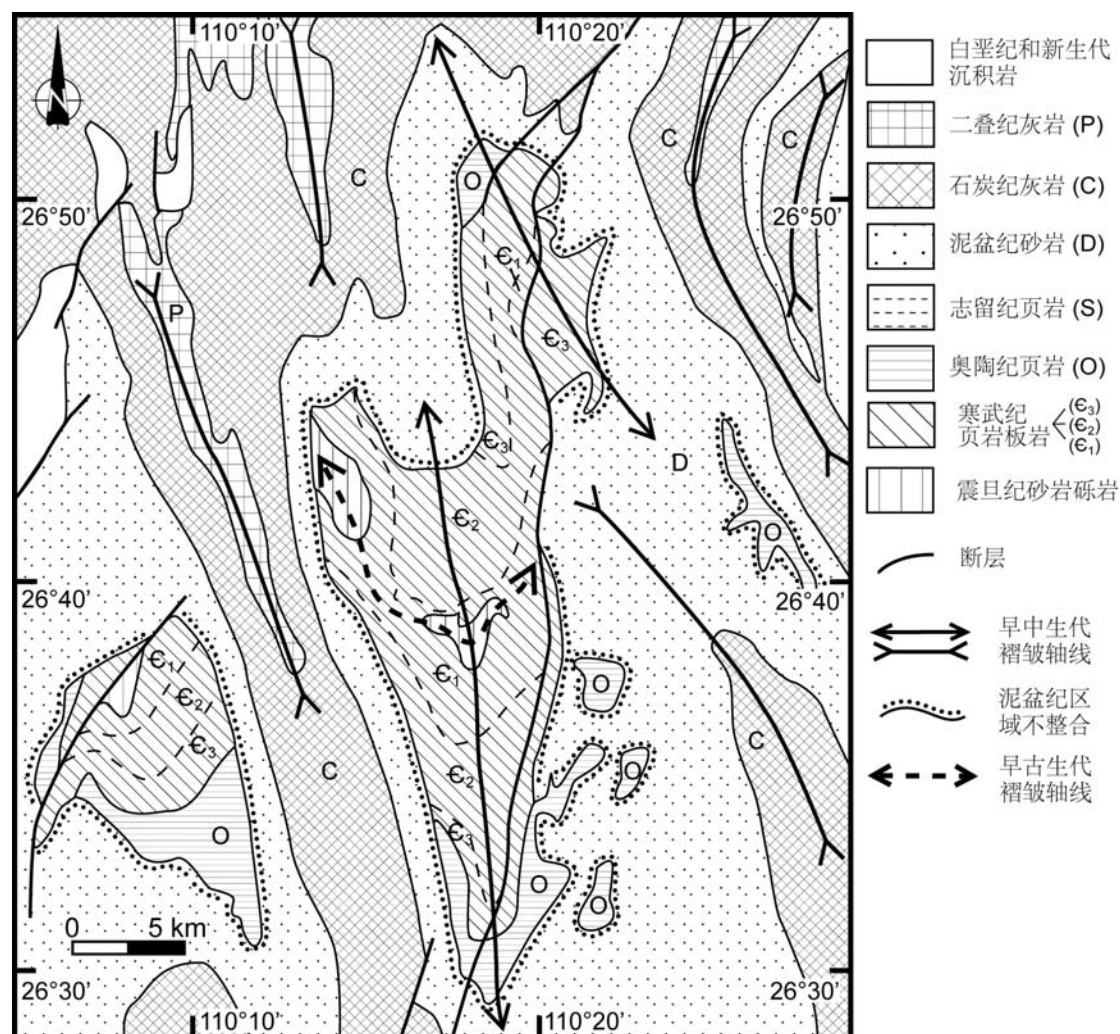 110°10’
110°20’
N
C
C
C
O
26°50’
26°50’
Є1
P
Є3
Є3
D
Є2
O
26°40’
26°40’
Є1
Є2
Є3
Є1
O
C
C
Є2
O
Є3
O
O
O
0 5 km
26°30’
26°30’
110°10’
110°20’
白垩纪和新生代
沉积岩
二叠纪灰岩 (P)
石炭纪灰岩 (C)
泥盆纪砂岩 (D)
志留纪页岩 (S)
奥陶纪页岩 (O)
寒武纪
页岩板岩
(Є3)
(Є2)
(Є1)
震旦纪砂岩砾岩
断层
早中生代
褶皱轴线
泥盆纪区
域不整合
早古生代
褶皱轴线